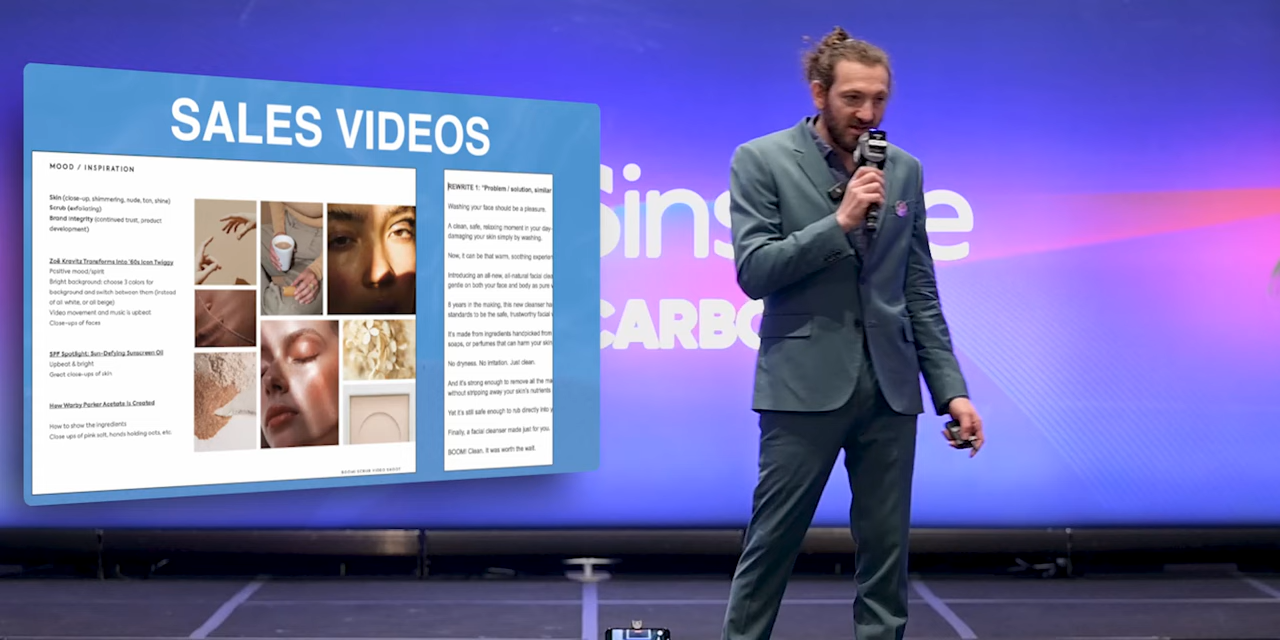 SALES VIDEOS
MOOD / INSPIRATION
Skin (close-up, shimmering, nude, tan, shine)
Scrub (exfoliating)
Brand integrity (continued trust, product
development)
Zoë Kravitz Transforms Into '60s Icon Twiggy
Positive mood/spirit
Bright background: choose 3 colors for
background and switch between them (instead
of all white, or all beige)
Video movement and music is upbeat
Close-ups of faces
SPF Spotlight: Sun-Defying Sunscreen Oil
Upbeat & bright
Great close-ups of skin
How Warby Parker Acetate Is Created
How to show the ingredients
Close ups of pink salt, hands holding oats, etc.
BOOM SCRUB VIDEO SHOOT
REWRITE 1: "Problem / solution, similar
Washing your face should be a pleasure.
A clean, safe, relaxing moment in your day
damaging your skin simply by washing.
Now, it can be that warm, soothing
Introducing an all-new, all-natural facial
gentle on both your face and body as pure
8 years in the making, this new cleanser
standards to be the safe, trustworthy facial
It's made from ingredients handpicked from
soaps, or perfumes that can harm your skin
No dryness. No irritation. Just clean.
And it's strong enough to remove all the
without stripping away your skin's nutrients
Yet it's still safe enough to rub directly into
Finally, a facial cleanser made just for you.
BOOM! Clean. It was worth the wait.
Sins e
CARBO